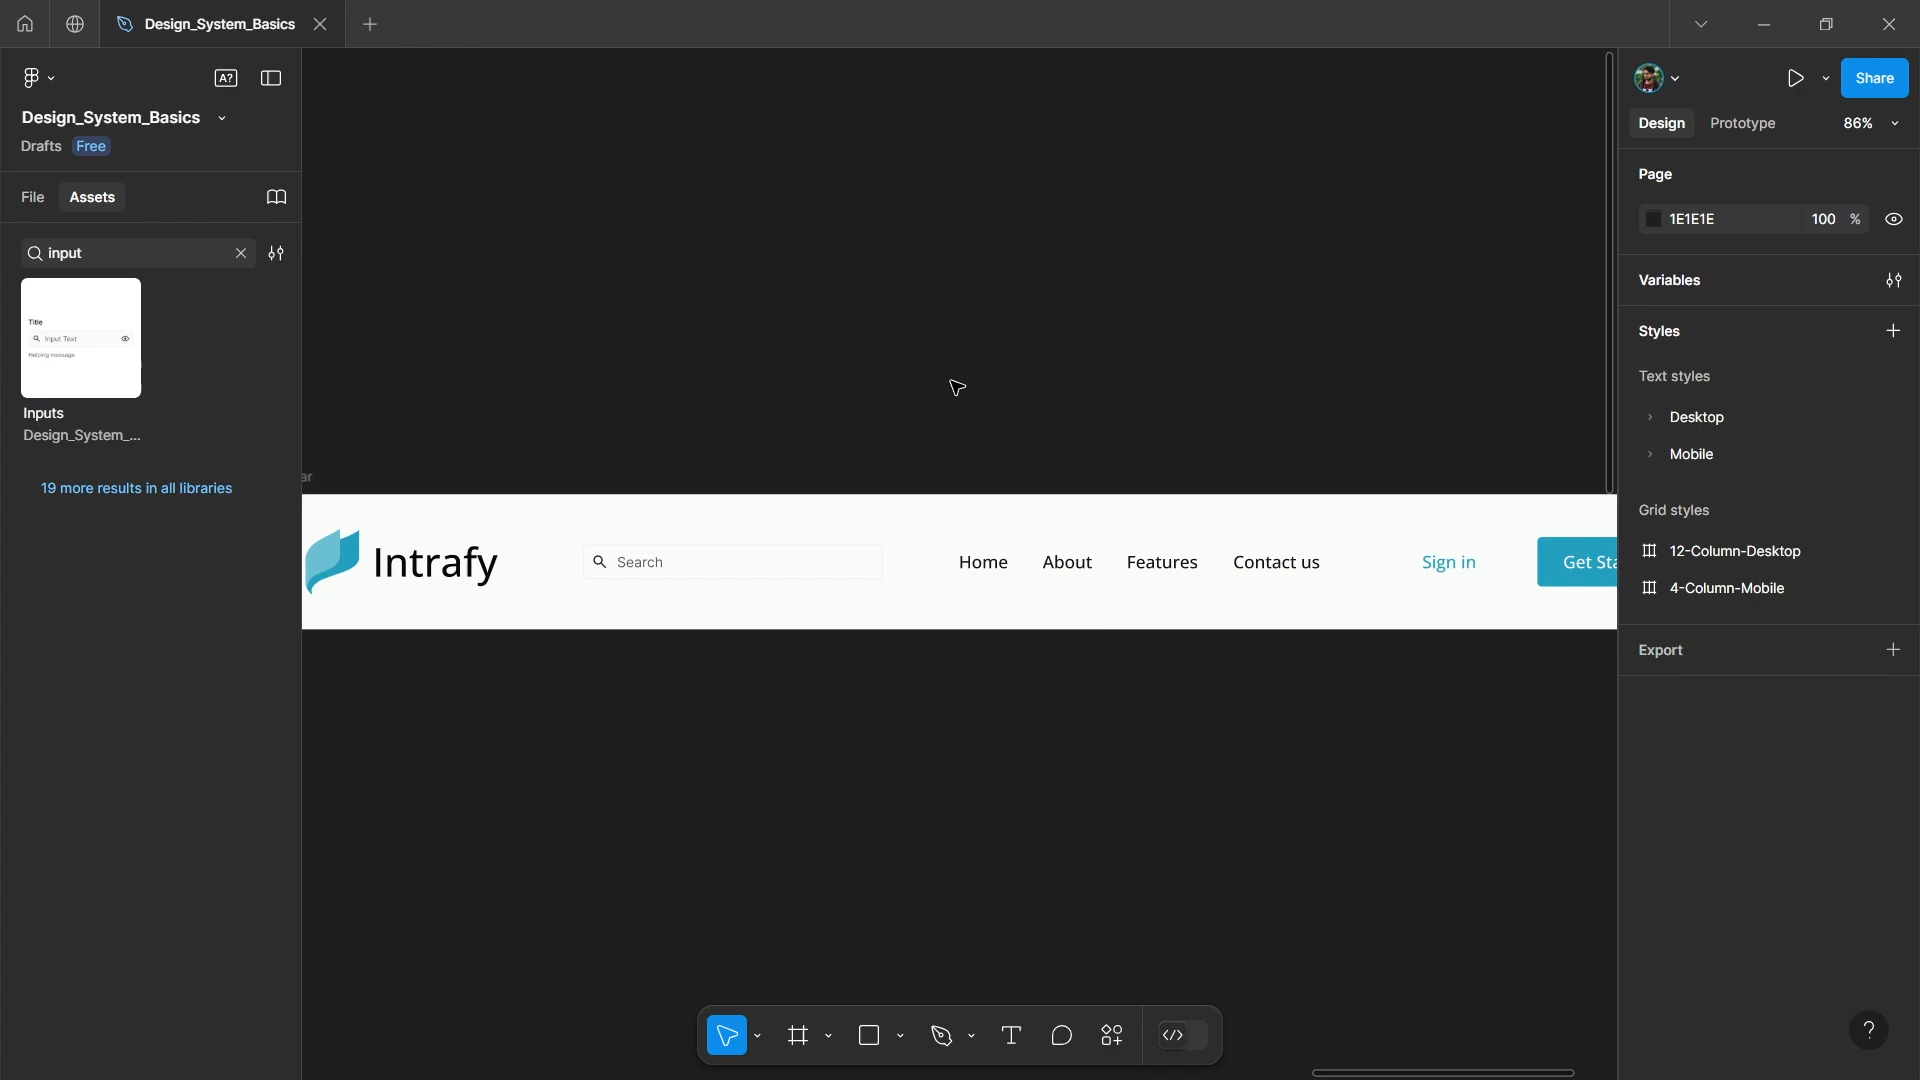 Design_System_Basics
A?
Share
Design_System_Basics
Drafts Free
Design Prototype 86%
File Assets
Page
1E1E1E 100 %
input
Variables
Title
Input Text
Helping message
Styles
Text styles
Inputs
Design_System_...
Desktop
Mobile
ar
19 more results in all libraries
Grid styles
12-Column-Desktop
4-Column-Mobile
Intrafy Search Home About Features Contact us Sign in Get Sta
Export
?